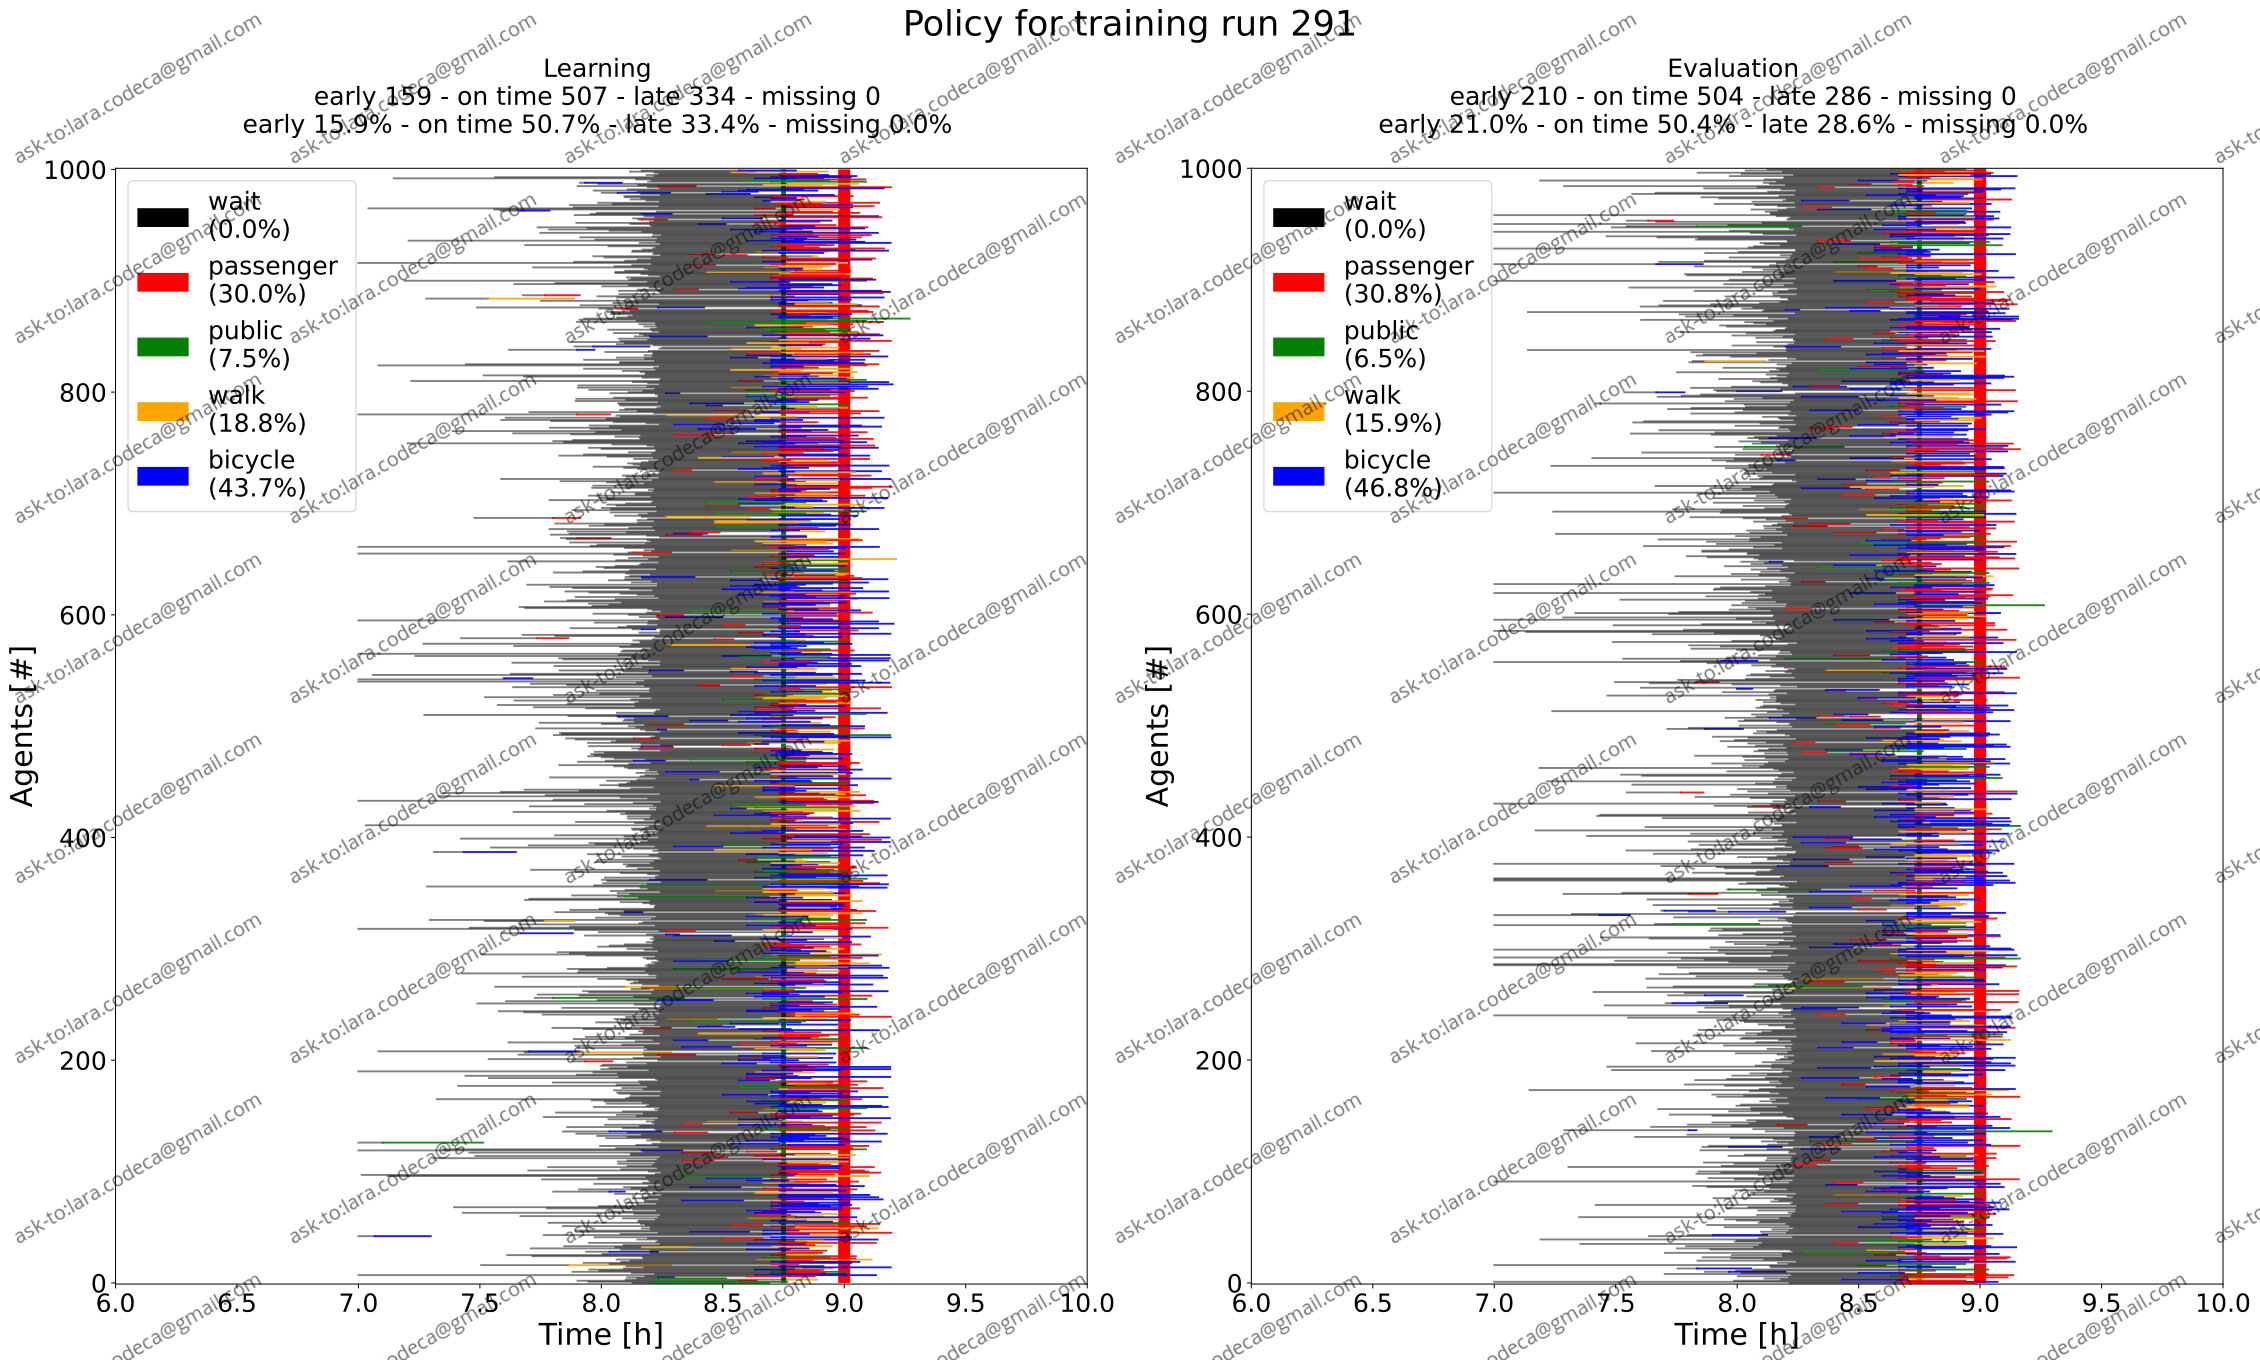 Policy for training run 291
Learning
early 159 - on time 507 - late 334 - missing 0
early 15.9% - on time 50.7% - late 33.4% - missing 0.0%
1000
800
600
400
200
0
Agents [#]
wait
(0.0%)
passenger
(30.0%)
public
(7.5%)
walk
(18.8%)
bicycle
(43.7%)
6.0 6.5 7.0 7.5 8.0 8.5 9.0 9.5 10.0
Time [h]
Evaluation
early 210 - on time 504 - late 286 - missing 0
early 21.0% - on time 50.4% - late 28.6% - missing 0.0%
1000
800
600
400
200
0
Agents [#]
wait
(0.0%)
passenger
(30.8%)
public
(6.5%)
walk
(15.9%)
bicycle
(46.8%)
6.0 6.5 7.0 7.5 8.0 8.5 9.0 9.5 10.0
Time [h]
ask-to:lara.codeca@gmail.com